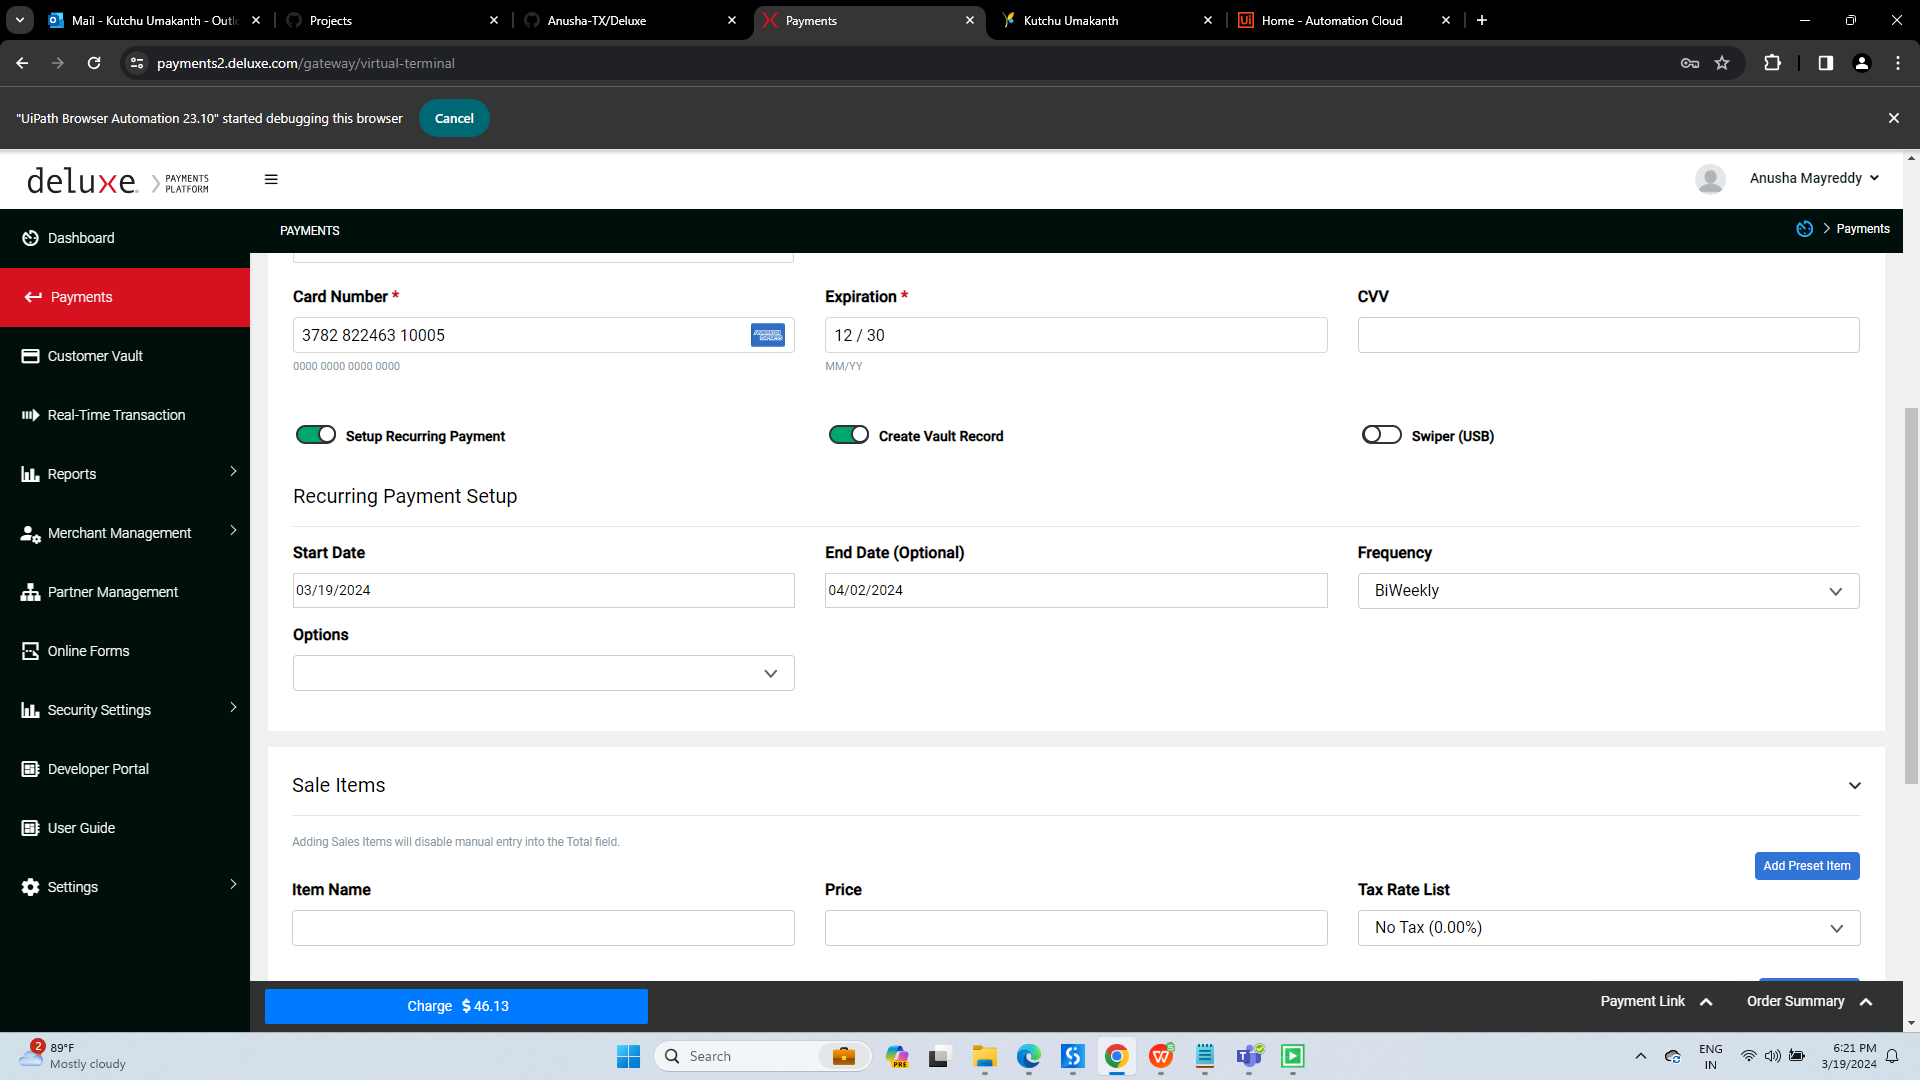 Mail - Kutchu Umakanth - Outl
Projects
Anusha-TX/Deluxe
Payments
Kutchu Umakanth
Ui
Home - Automation Cloud
payments2.deluxe.com/gateway/virtual-terminal
"UiPath Browser Automation 23.10" started debugging this browser
Cancel
deluxe.
PAYMENTS
PLATFORM
Anusha Mayreddy
Dashboard
PAYMENTS
Payments
Payments
Customer Vault
Real-Time Transaction
Reports
Merchant Management
Partner Management
Online Forms
Security Settings
Developer Portal
User Guide
Settings
Card Number *
Expiration *
CVV
3782 822463 10005
AMERICAN
EXPRESS
12 / 30
0000 0000 0000 0000
MM/YY
Setup Recurring Payment
Create Vault Record
Swiper (USB)
Recurring Payment Setup
Start Date
End Date (Optional)
Frequency
03/19/2024
04/02/2024
BiWeekly
Options
Sale Items
Adding Sales Items will disable manual entry into the Total field.
Add Preset Item
Item Name
Price
Tax Rate List
No Tax (0.00%)
Charge $ 46.13
Payment Link
Order Summary
2
89°F
Mostly cloudy
Search
PRE
ENG
IN
6:21 PM
3/19/2024